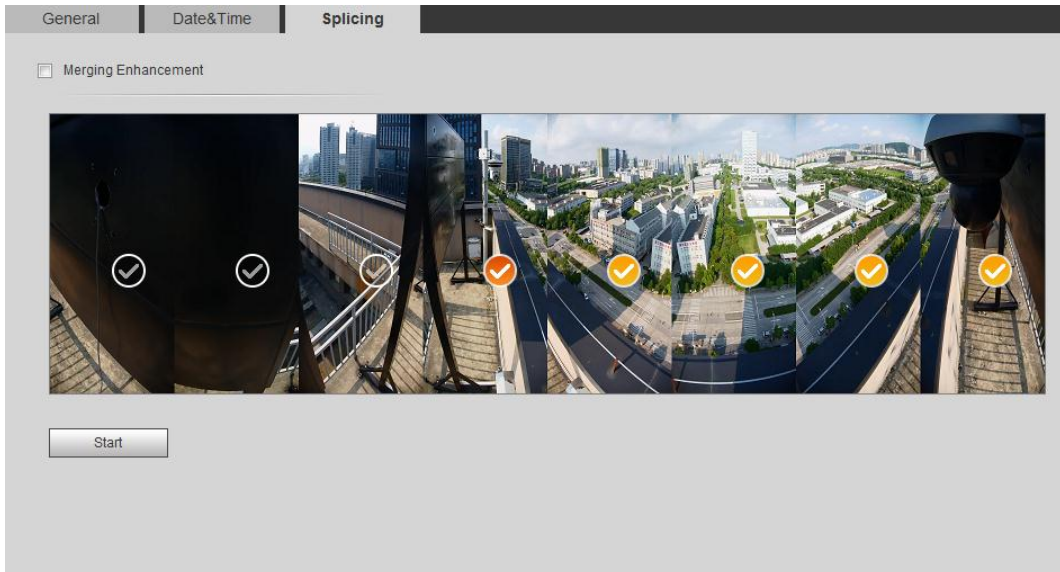 General
Date&Time
Splicing
Merging Enhancement
Start